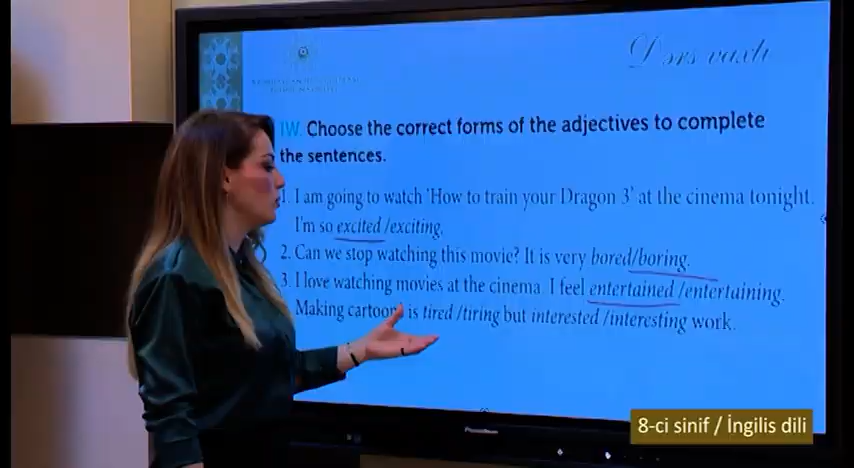 Dərs vaxtı
IW. Choose the correct forms of the adjectives to complete
the sentences.
1. I am going to watch 'How to train your Dragon 3' at the cinema tonight.
I'm so excited /exciting.
2. Can we stop watching this movie? It is very bored/boring.
3. I love watching movies at the cinema. I feel entertained /entertaining.
Making cartoons is tired /tiring but interested /interesting work.
8-ci sinif / İngilis dili